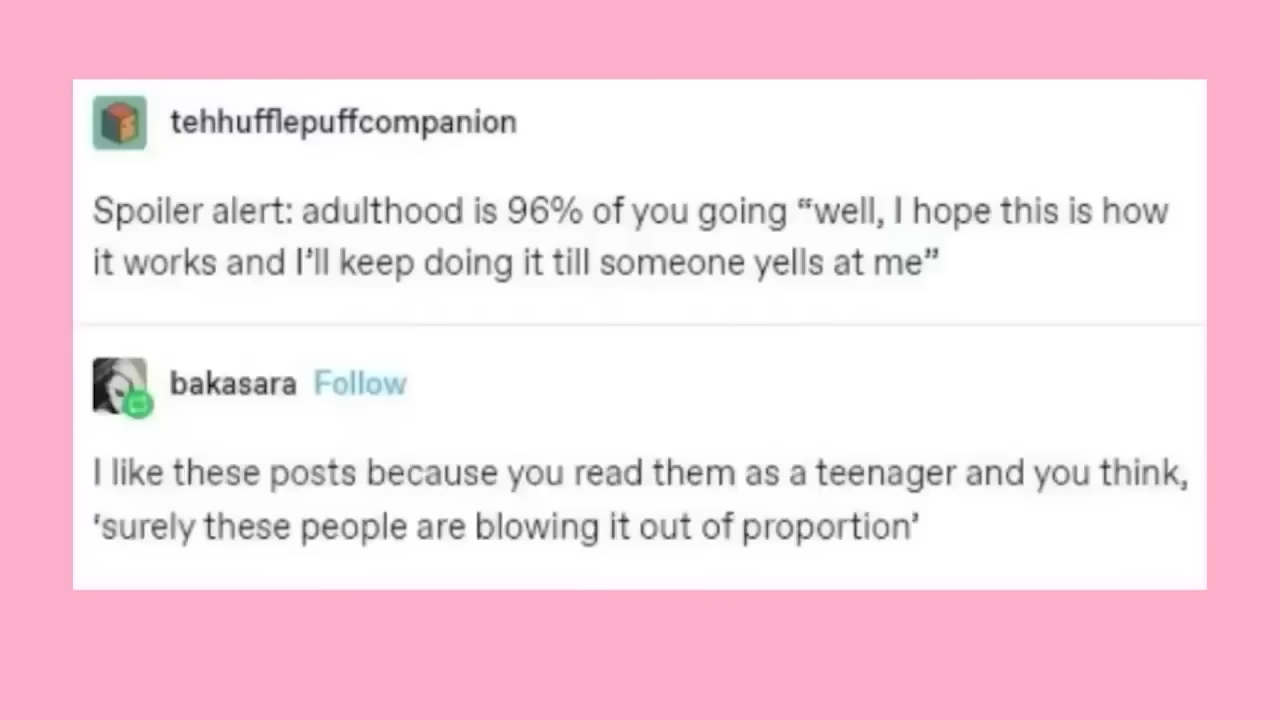 tehhufflepuffcompanion
Spoiler alert: adulthood is 96% of you going “well, I hope this is how
it works and I’ll keep doing it till someone yells at me”
bakasara Follow
I like these posts because you read them as a teenager and you think,
‘surely these people are blowing it out of proportion’